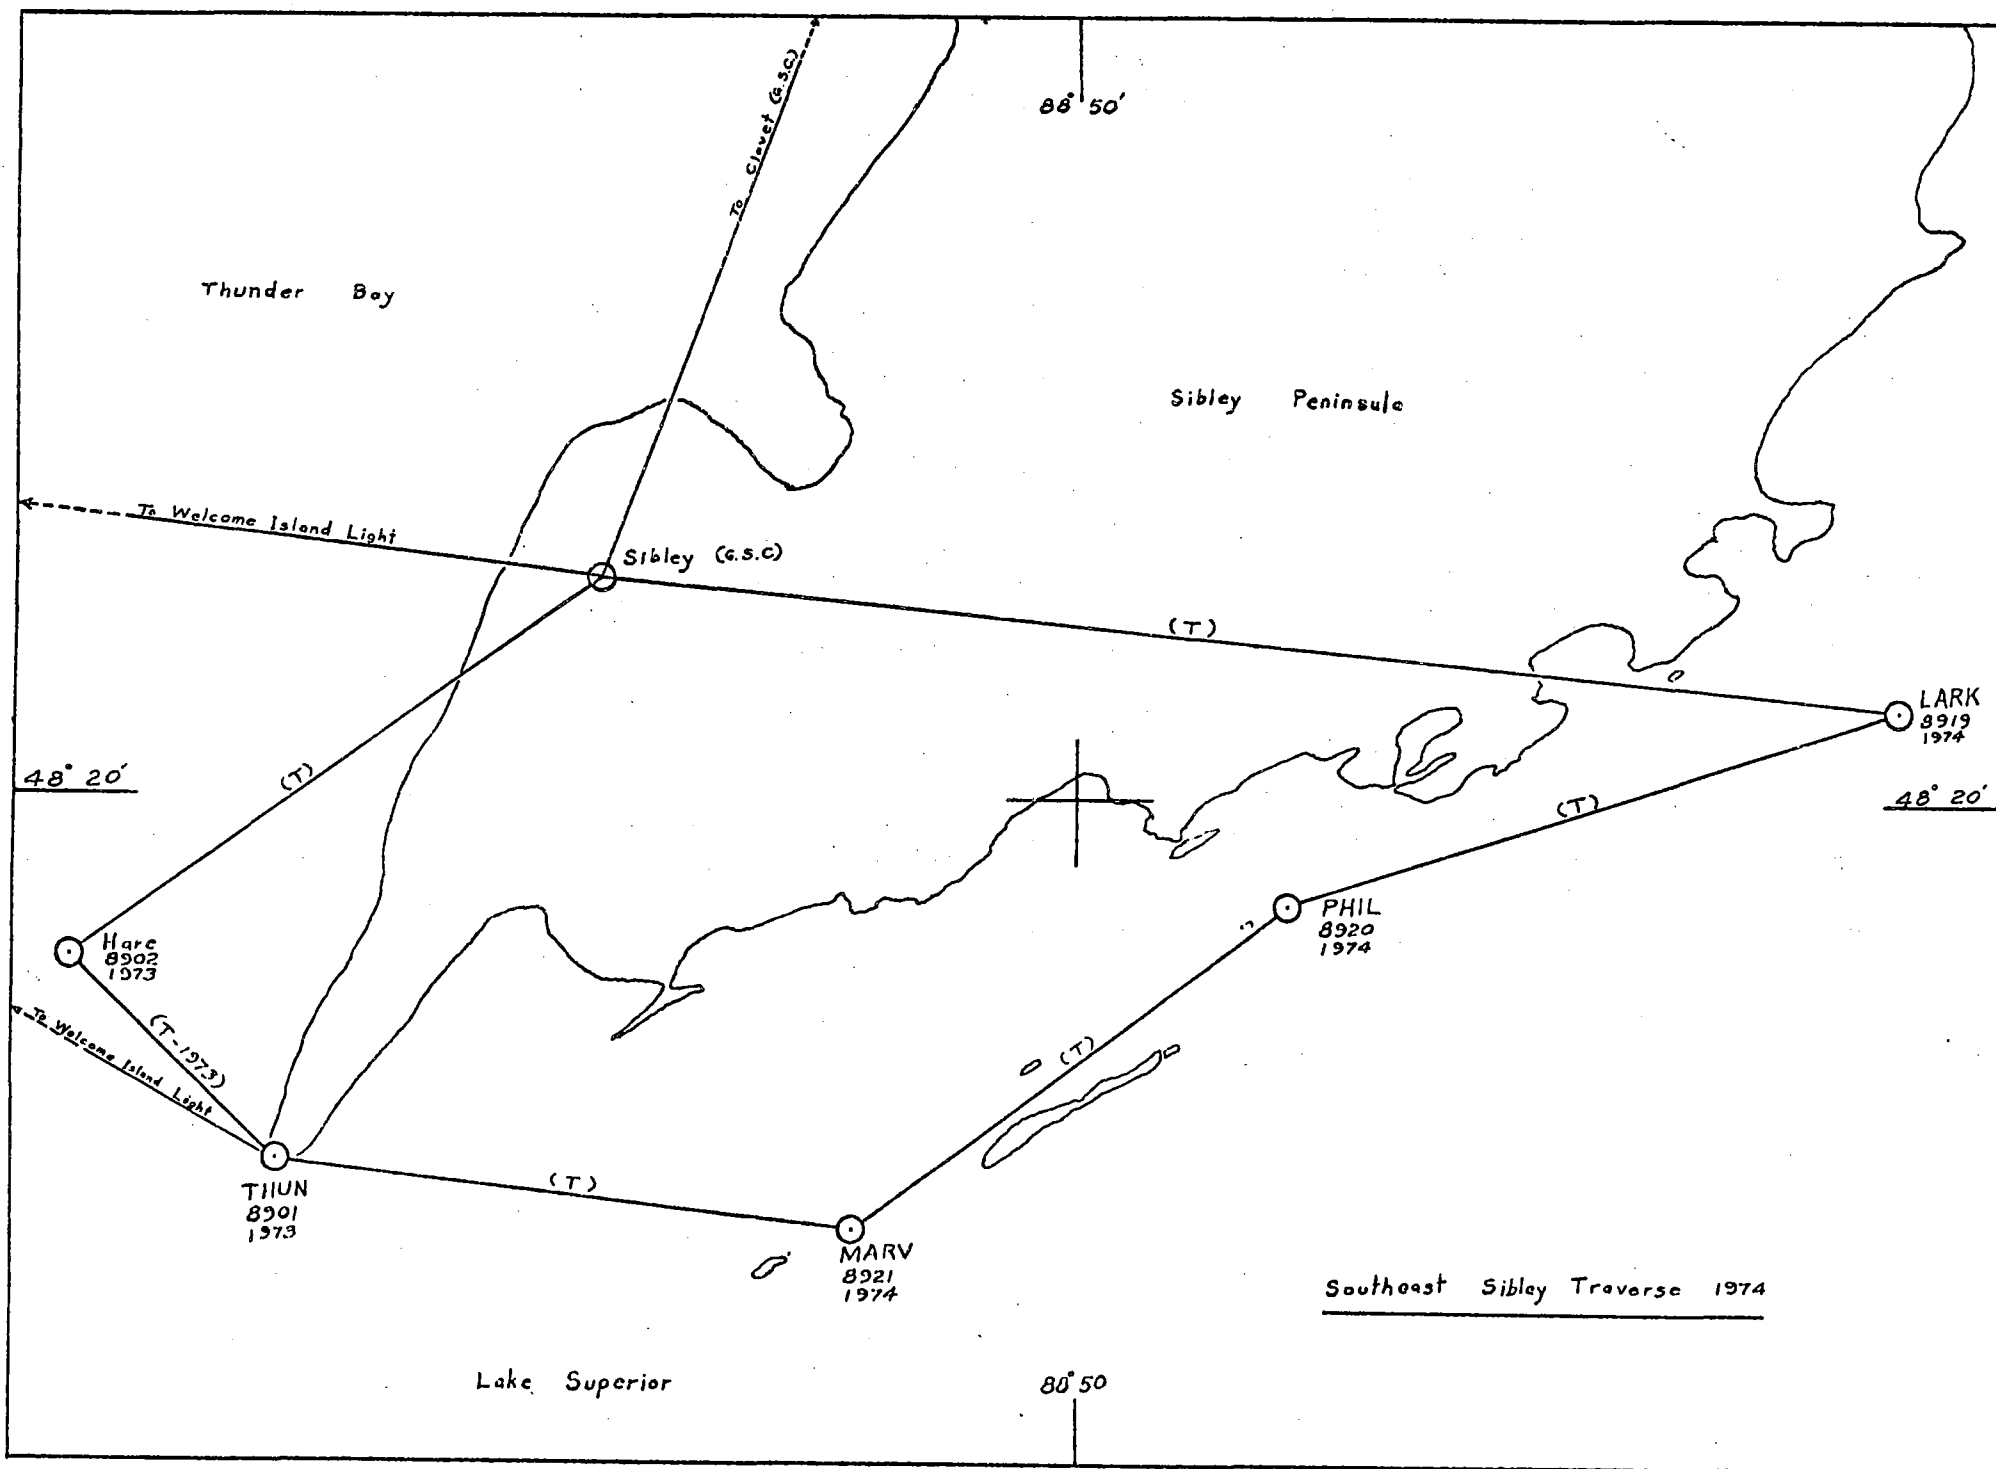 To Clavet (G.S.C)
88° 50'
Thunder Bay
Sibley Peninsula
To Welcome Island Light
Sibley (G.S.C)
(T)
LARK
8919
1974
48° 20'
(T)
48° 20'
(T)
PHIL
8920
1974
Hare
8902
1973
To Welcome Island Light
(T-1973)
(T)
THUN
8901
1973
(T)
MARV
8921
1974
Southeast Sibley Traverse 1974
Lake Superior
88° 50